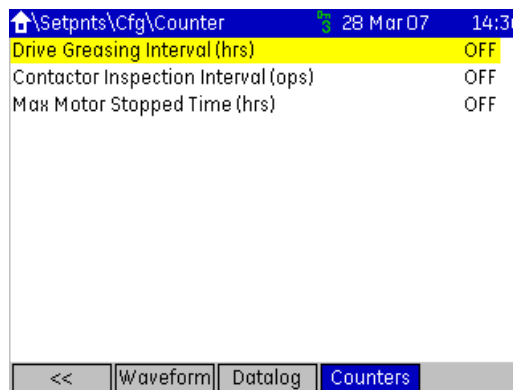 \Setpnts\Cfg\Counter 3 28 Mar 07 14:3
Drive Greasing Interval (hrs) OFF
Contactor Inspection Interval (ops) OFF
Max Motor Stopped Time (hrs) OFF
<< Waveform Datalog Counters